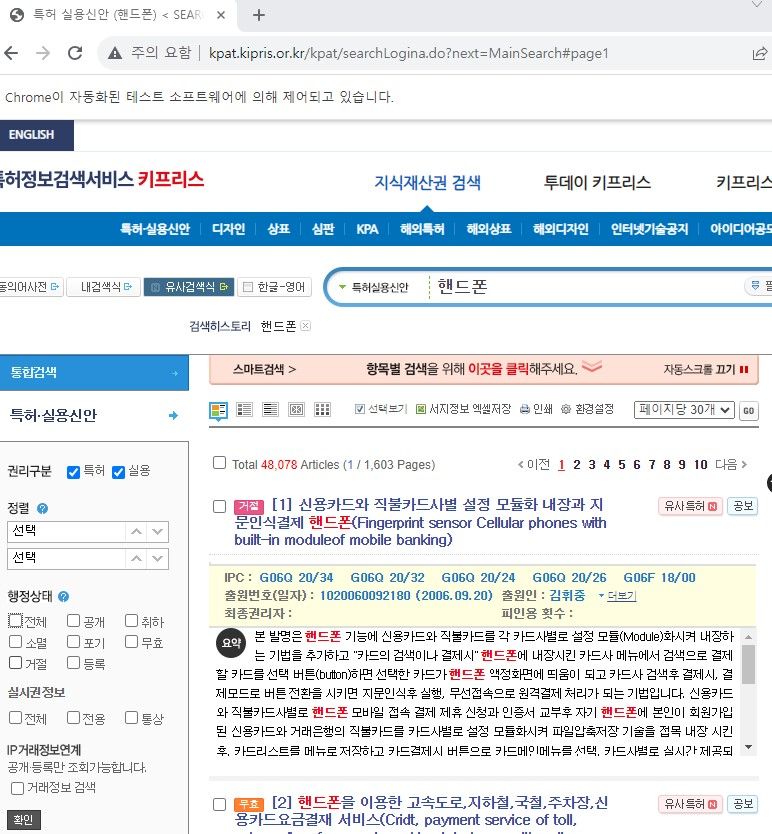 특허 실용신안 (핸드폰) < SEAR
주의 요함 | kpat.kipris.or.kr/kpat/searchLogina.do?next=MainSearch#page1
Chrome이 자동화된 테스트 소프트웨어에 의해 제어되고 있습니다.
ENGLISH
특허정보검색서비스 키프리스
지식재산권 검색 투데이 키프리스 키프리스
특허·실용신안 디자인 상표 심판 KPA 해외특허 해외상표 해외디자인 인터넷기술공지 아이디어공모
동의어사전 내검색식 유사검색식 한글-영어 특허실용신안 핸드폰
검색히스토리 핸드폰
통합검색
특허·실용신안
권리구분 특허 실용
정렬
선택
선택
행정상태
전체 공개 취하
소멸 포기 무효
거절 등록
실시권정보
전체 전용 통상
IP거래정보연계
공개·등록만 조회가능합니다.
거래정보 검색
확인
스마트검색 > 항목별 검색을 위해 이곳을 클릭해주세요. 자동스크롤 끄기
선택보기 서지정보 엑셀저장 인쇄 환경설정 페이지당 30개 GO
Total 48,078 Articles (1 / 1,603 Pages) 이전 1 2 3 4 5 6 7 8 9 10 다음
거절 [1] 신용카드와 직불카드사별 설정 모듈화 내장과 지
문인식결제 핸드폰(Fingerprint sensor Cellular phones with
built-in moduleof mobile banking)
유사특허 N 공보
IPC : G06Q 20/34 G06Q 20/32 G06Q 20/24 G06Q 20/26 G06F 18/00
출원번호(일자) : 1020060092180 (2006.09.20) 출원인 : 김휘중 더보기
최종권리자 : 피인용 횟수 :
요약
본 발명은 핸드폰 기능에 신용카드와 직불카드를 각 카드사별로 설정 모듈(Module)화시켜 내장하
는 기법을 추가하고 "카드의 검색이나 결제시" 핸드폰에 내장시킨 카드사 메뉴에서 검색으로 결제
할 카드를 선택 버튼(button)하면 선택한 카드가 핸드폰 액정화면에 띄움이 되고 카드사 검색후 결제시, 결
제모드로 버튼 전환을 시키면 지문인식후 실행, 무선접속으로 원격결제 처리가 되는 기법입니다. 신용카드
와 직불카드사별로 핸드폰 모바일 접속 결제 제휴 신청과 인증서 교부후 자기 핸드폰에 본인이 회원가입
된 신용카드와 거래은행의 직불카드를 카드사별로 설정 모듈화시켜 파일압축저장 기술을 접목 내장 시킨
후, 카드리스트를 메뉴로 저장하고 카드결제시 버튼으로 카드메인메뉴를 선택, 카드사별로 실시간 제공되
무효 [2] 핸드폰을 이용한 고속도로,지하철,국철,주차장,신
용카드요금결재 서비스(Cridt, payment service of toll,
유사특허 N 공보